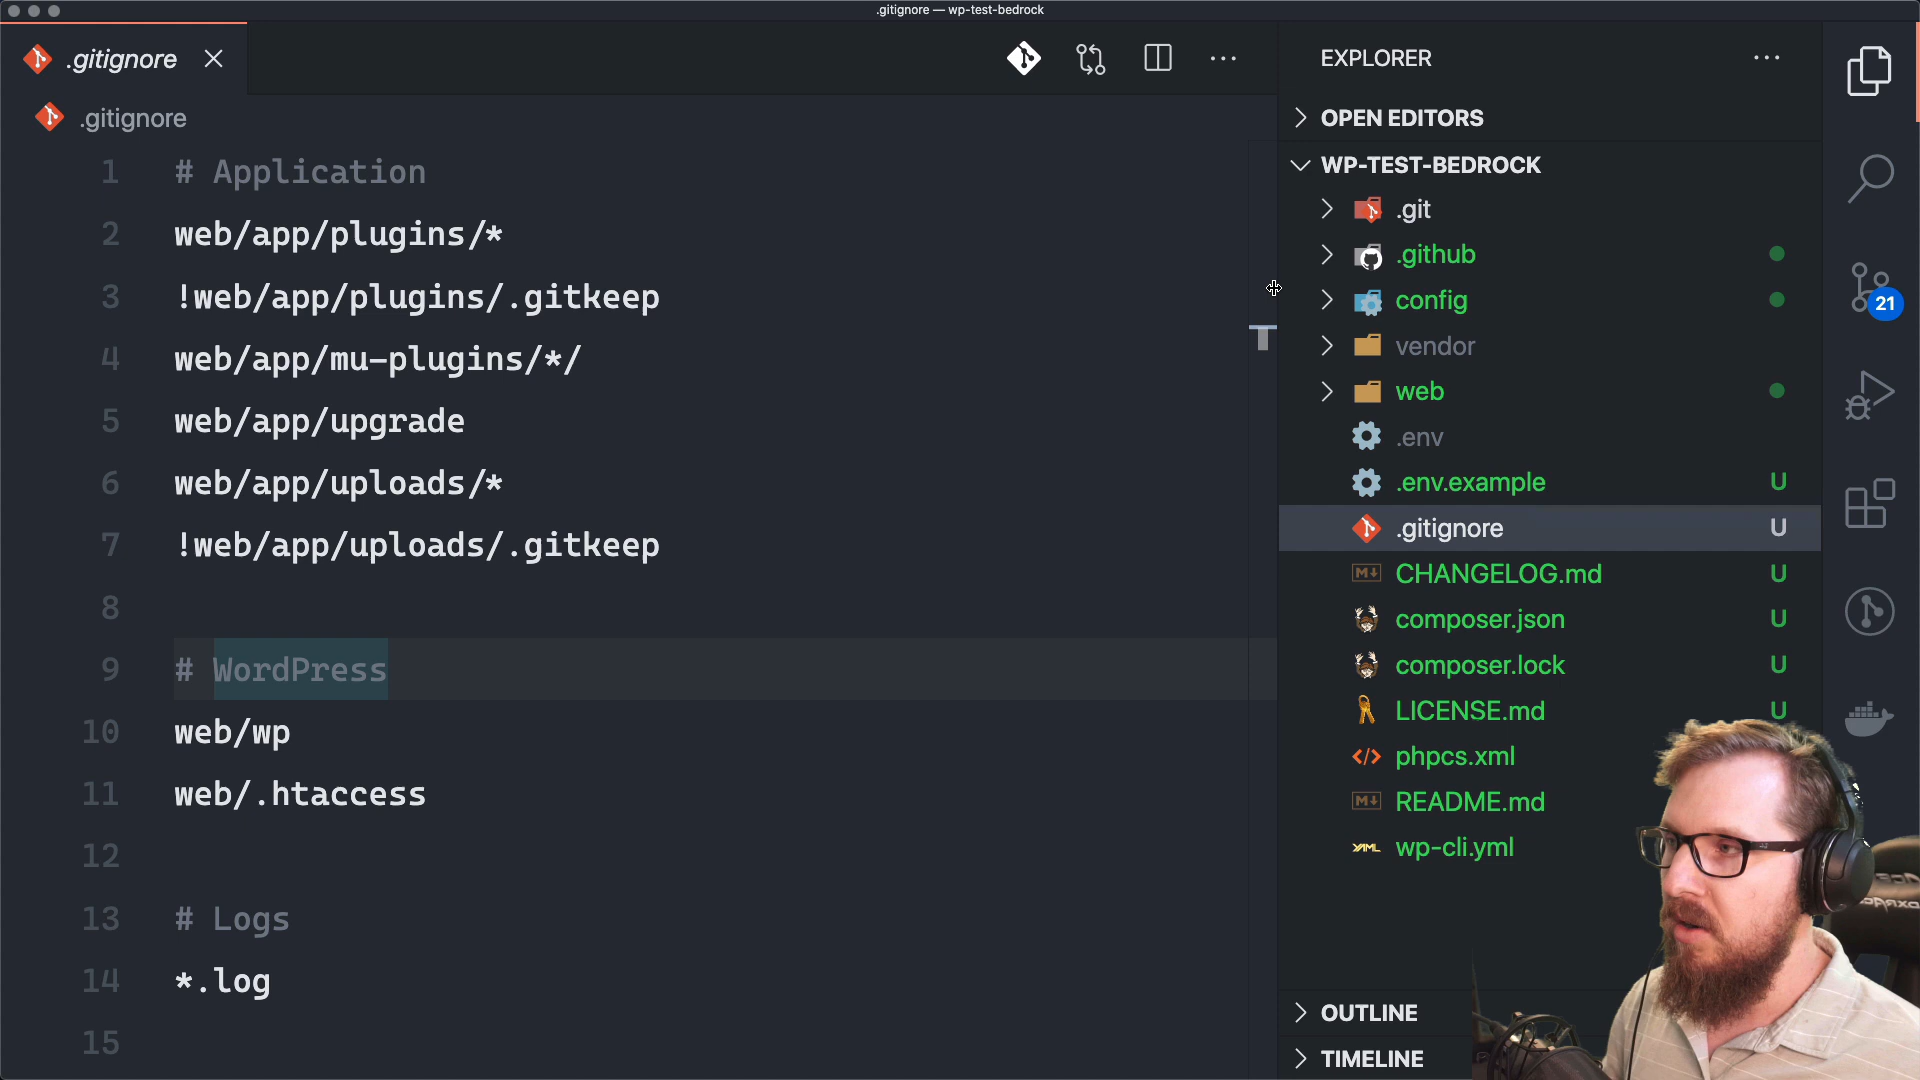 .gitignore — wp-test-bedrock
.gitignore
.gitignore
1 # Application
2 web/app/plugins/*
3 !web/app/plugins/.gitkeep
4 web/app/mu-plugins/*/
5 web/app/upgrade
6 web/app/uploads/*
7 !web/app/uploads/.gitkeep
8
9 # WordPress
10 web/wp
11 web/.htaccess
12
13 # Logs
14 *.log
15
EXPLORER
OPEN EDITORS
WP-TEST-BEDROCK
.git
.github
config
vendor
web
.env
.env.example U
.gitignore U
CHANGELOG.md U
composer.json U
composer.lock U
LICENSE.md U
phpcs.xml
README.md
YAML wp-cli.yml
OUTLINE
TIMELINE
21